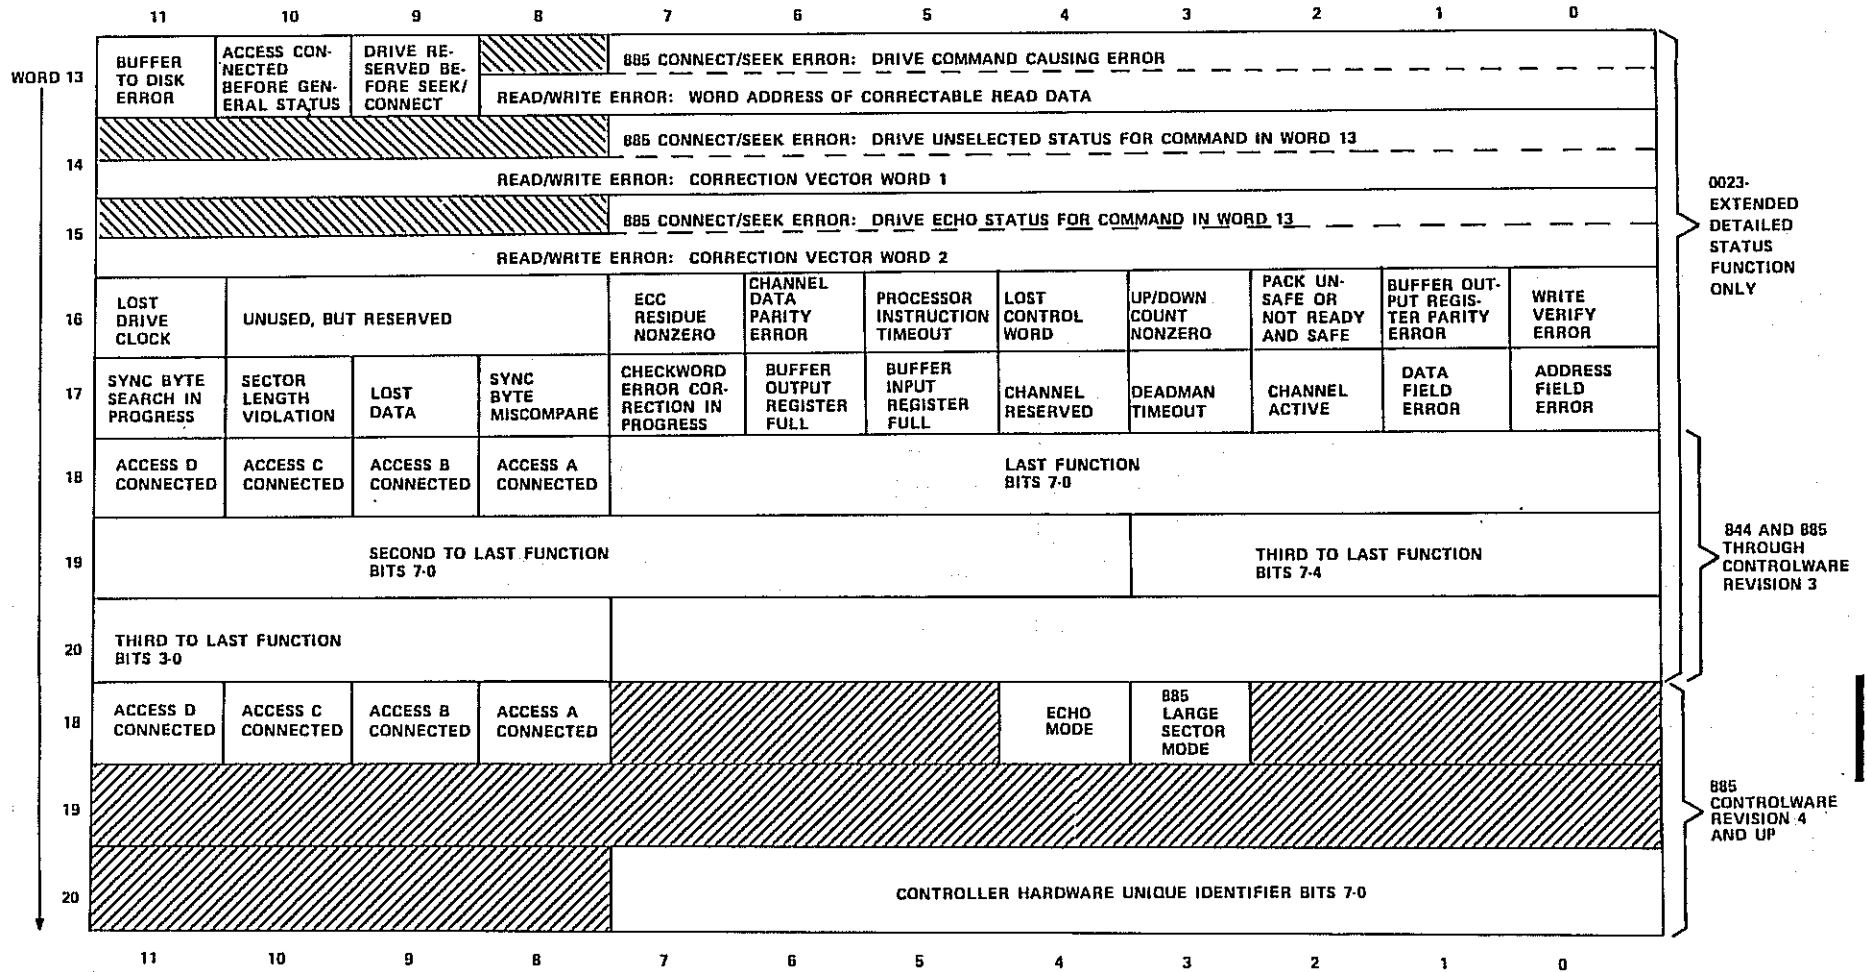 11 10 9 8 7 6 5 4 3 2 1 0
WORD 13
BUFFER
TO DISK
ERROR
ACCESS CON-
NECTED
BEFORE GEN-
ERAL STATUS
DRIVE RE-
SERVED BE-
FORE SEEK/
CONNECT
885 CONNECT/SEEK ERROR: DRIVE COMMAND CAUSING ERROR
READ/WRITE ERROR: WORD ADDRESS OF CORRECTABLE READ DATA
14
885 CONNECT/SEEK ERROR: DRIVE UNSELECTED STATUS FOR COMMAND IN WORD 13
READ/WRITE ERROR: CORRECTION VECTOR WORD 1
15
885 CONNECT/SEEK ERROR: DRIVE ECHO STATUS FOR COMMAND IN WORD 13
READ/WRITE ERROR: CORRECTION VECTOR WORD 2
0023-
EXTENDED
DETAILED
STATUS
FUNCTION
ONLY
16
LOST
DRIVE
CLOCK
UNUSED, BUT RESERVED
ECC
RESIDUE
NONZERO
CHANNEL
DATA
PARITY
ERROR
PROCESSOR
INSTRUCTION
TIMEOUT
LOST
CONTROL
WORD
UP/DOWN
COUNT
NONZERO
PACK UN-
SAFE OR
NOT READY
AND SAFE
BUFFER OUT-
PUT REGIS-
TER PARITY
ERROR
WRITE
VERIFY
ERROR
17
SYNC BYTE
SEARCH IN
PROGRESS
SECTOR
LENGTH
VIOLATION
LOST
DATA
SYNC
BYTE
MISCOMPARE
CHECKWORD
ERROR COR-
RECTION IN
PROGRESS
BUFFER
OUTPUT
REGISTER
FULL
BUFFER
INPUT
REGISTER
FULL
CHANNEL
RESERVED
DEADMAN
TIMEOUT
CHANNEL
ACTIVE
DATA
FIELD
ERROR
ADDRESS
FIELD
ERROR
18
ACCESS D
CONNECTED
ACCESS C
CONNECTED
ACCESS B
CONNECTED
ACCESS A
CONNECTED
LAST FUNCTION
BITS 7-0
19
SECOND TO LAST FUNCTION
BITS 7-0
THIRD TO LAST FUNCTION
BITS 7-4
844 AND 885
THROUGH
CONTROLWARE
REVISION 3
20
THIRD TO LAST FUNCTION
BITS 3-0
18
ACCESS D
CONNECTED
ACCESS C
CONNECTED
ACCESS B
CONNECTED
ACCESS A
CONNECTED
ECHO
MODE
885
LARGE
SECTOR
MODE
19
885
CONTROLWARE
REVISION 4
AND UP
20
CONTROLLER HARDWARE UNIQUE IDENTIFIER BITS 7-0
11 10 9 8 7 6 5 4 3 2 1 0